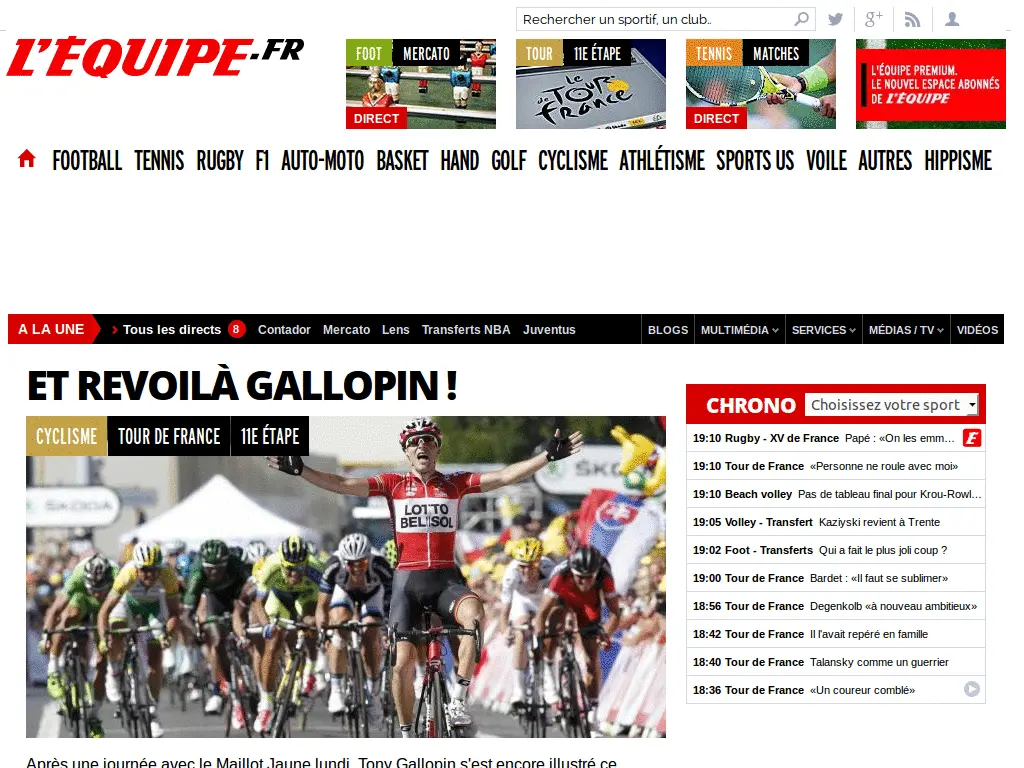 Rechercher un sportif, un club..
g+
L'ÉQUIPE.FR
FOOT MERCATO
DIRECT
TOUR 11E ÉTAPE
LE TOUR de FRANCE
TENNIS MATCHES
DIRECT
L'ÉQUIPE PREMIUM.
LE NOUVEL ESPACE ABONNÉS
DE L'ÉQUIPE
FOOTBALL TENNIS RUGBY F1 AUTO-MOTO BASKET HAND GOLF CYCLISME ATHLÉTISME SPORTS US VOILE AUTRES HIPPISME
A LA UNE Tous les directs 8 Contador Mercato Lens Transferts NBA Juventus BLOGS MULTIMÉDIA SERVICES MÉDIAS / TV VIDÉOS
ET REVOILÀ GALLOPIN !
CYCLISME TOUR DE FRANCE 11E ÉTAPE
ŠKODA
ŠKODA
LOTTO
BELISOL
Après une journée avec le Maillot Jaune lundi, Tony Gallopin s'est encore illustré ce
CHRONO Choisissez votre sport
19:10 Rugby - XV de France Papé : «On les emm... E
19:10 Tour de France «Personne ne roule avec moi»
19:10 Beach volley Pas de tableau final pour Krou-Rowl...
19:05 Volley - Transfert Kaziyski revient à Trente
19:02 Foot - Transferts Qui a fait le plus joli coup ?
19:00 Tour de France Bardet : «Il faut se sublimer»
18:56 Tour de France Degenkolb «à nouveau ambitieux»
18:42 Tour de France Il l'avait repéré en famille
18:40 Tour de France Talansky comme un guerrier
18:36 Tour de France «Un coureur comblé»